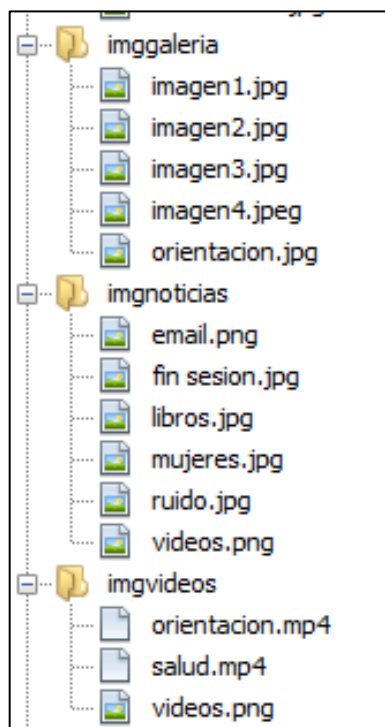 .jpg
imggaleria
imagen1.jpg
imagen2.jpg
imagen3.jpg
imagen4.jpeg
orientacion.jpg
imgnoticias
email.png
fin sesion.jpg
libros.jpg
mujeres.jpg
ruido.jpg
videos.png
imgvideos
orientacion.mp4
salud.mp4
videos.png